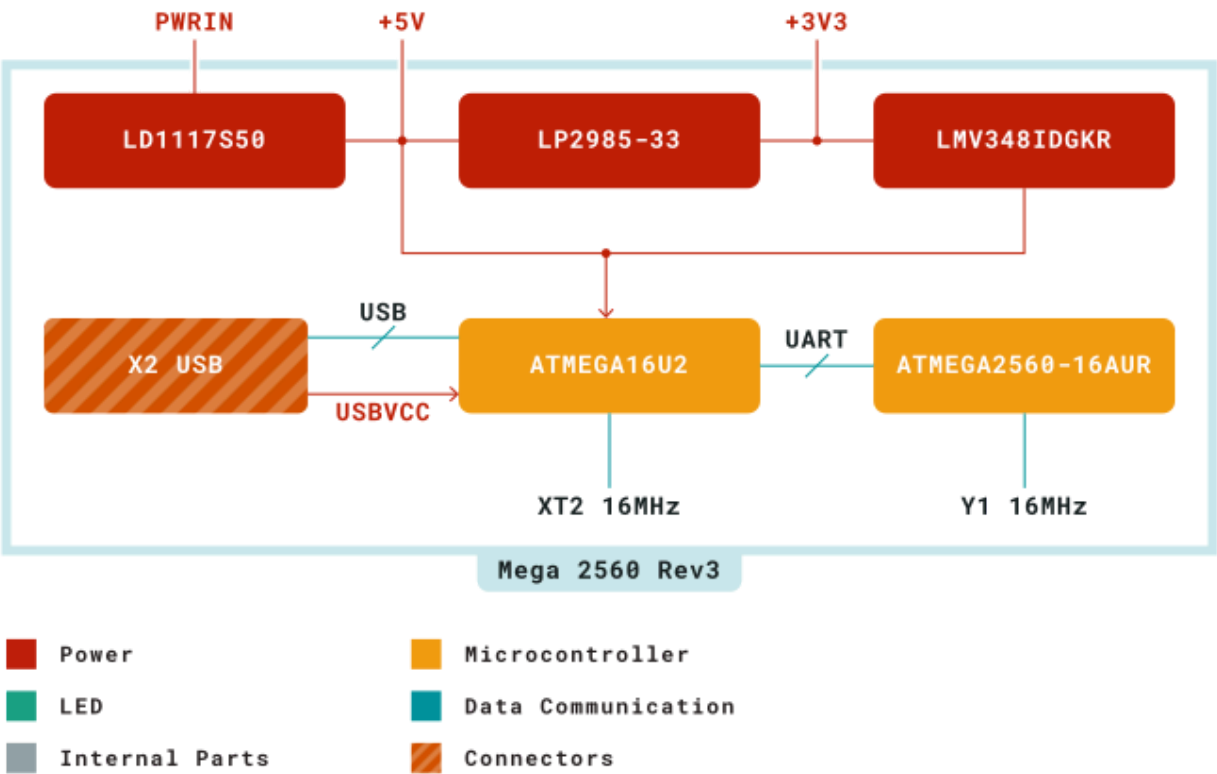 PWRIN
+5V
+3V3
LD1117S50
LP2985-33
LMV348IDGKR
USB
X2 USB
ATMEGA16U2
UART
ATMEGA2560-16AUR
USBVCC
XT2 16MHz
Y1 16MHz
Mega 2560 Rev3
Power
Microcontroller
LED
Data Communication
Internal Parts
Connectors